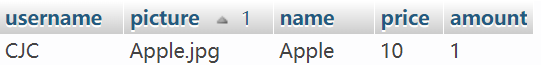 username picture 1 name price amount
CJC Apple.jpg Apple 10 1